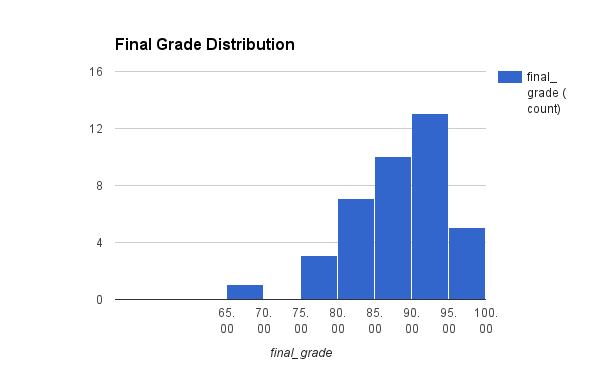 Final Grade Distribution
16
12
8
4
0
final_
grade (
count)
65. 70. 75. 80. 85. 90. 95. 100.
00 00 00 00 00 00 00 00
final_grade